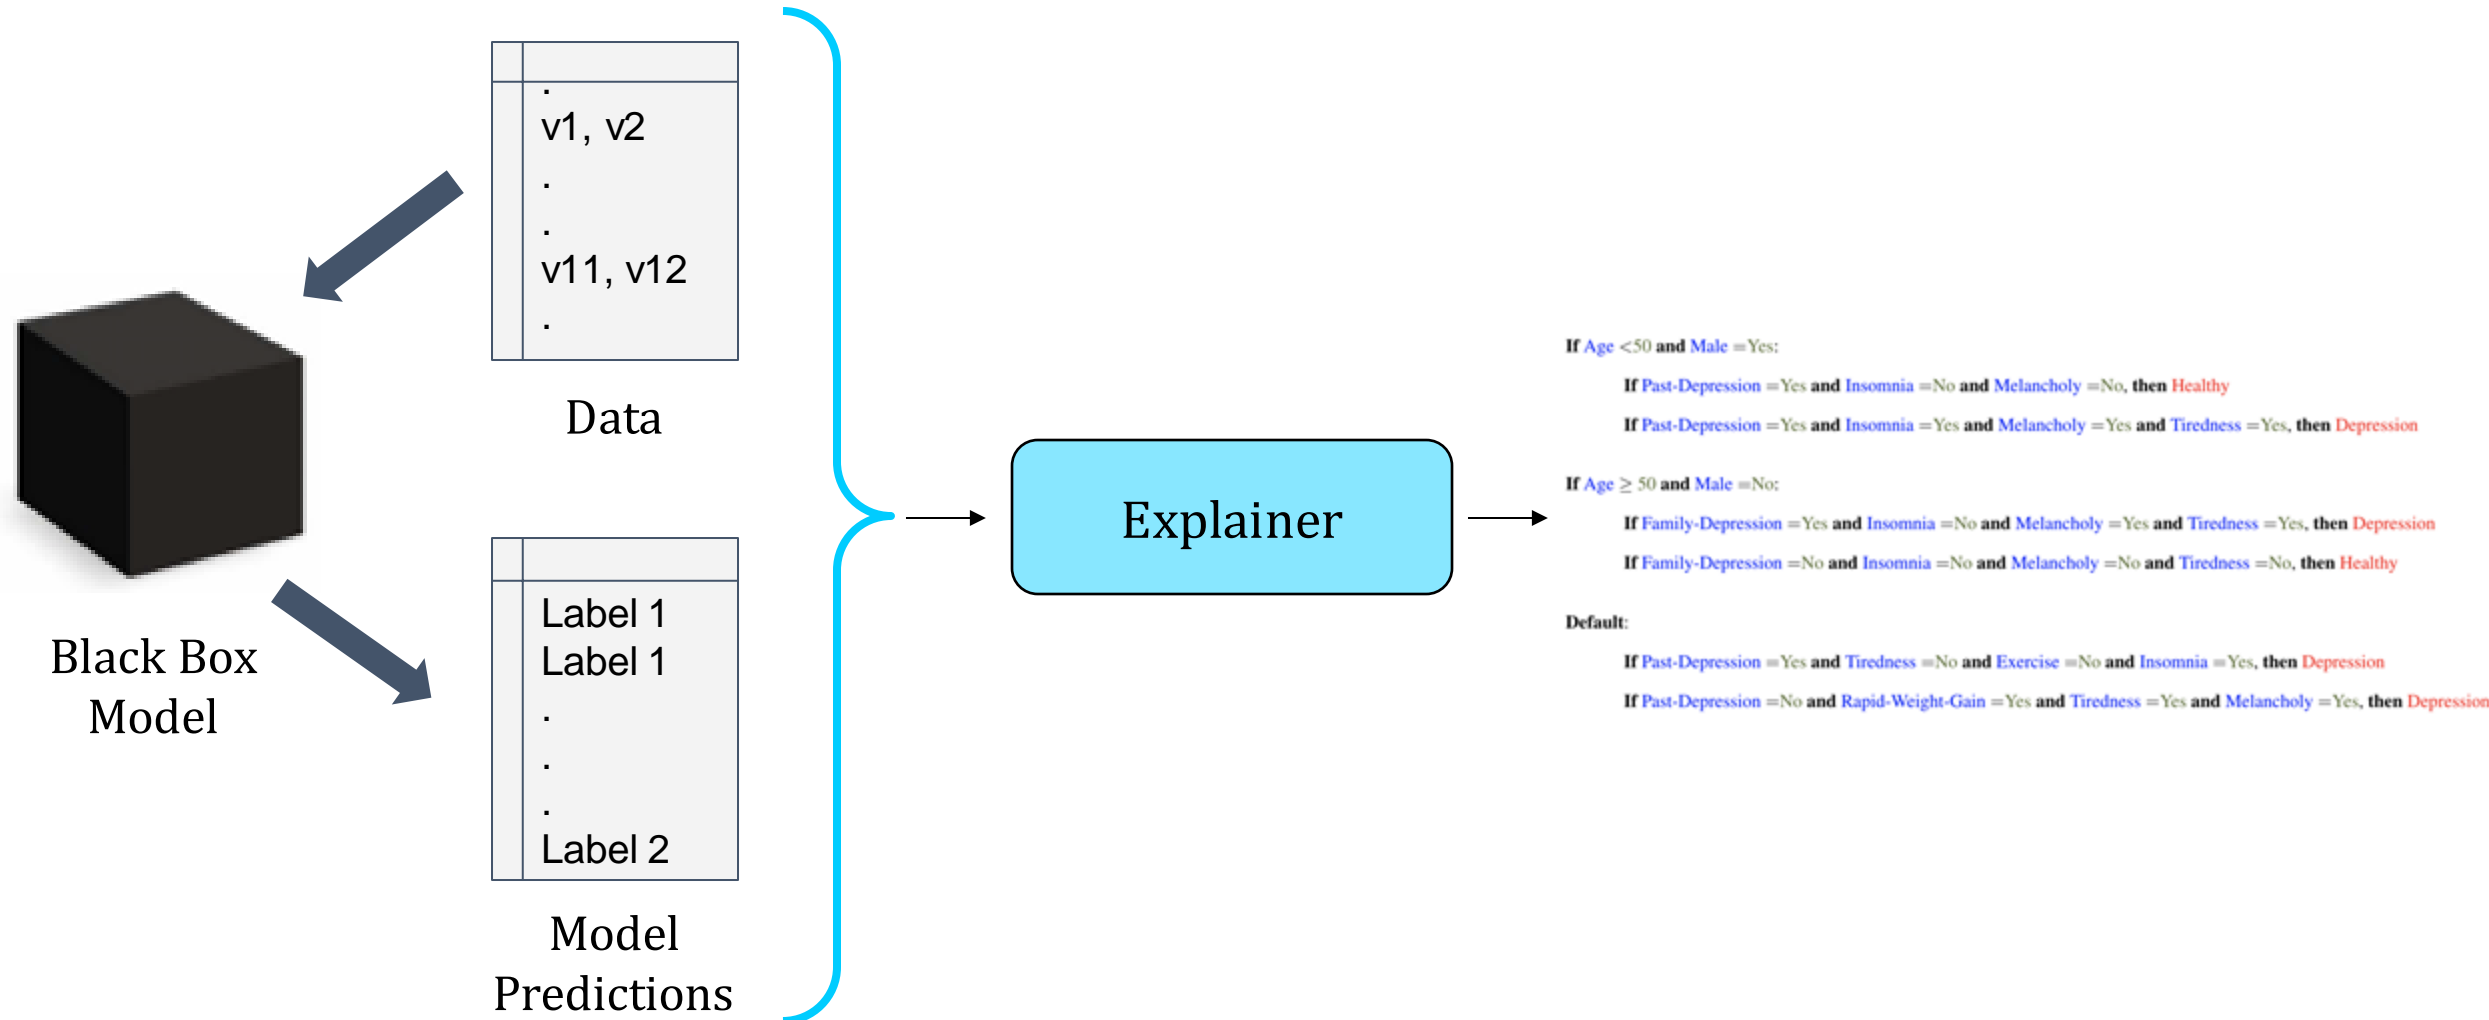 .
v1, v2
.
.
v11, v12
.
Data
Black Box
Model
Label 1
Label 1
.
.
.
Label 2
Model
Predictions
Explainer
If Age <50 and Male =Yes:
If Past-Depression =Yes and Insomnia =No and Melancholy =No, then Healthy
If Past-Depression =Yes and Insomnia =Yes and Melancholy =Yes and Tiredness =Yes, then Depression
If Age ≥ 50 and Male =No:
If Family-Depression =Yes and Insomnia =No and Melancholy =Yes and Tiredness =Yes, then Depression
If Family-Depression =No and Insomnia =No and Melancholy =No and Tiredness =No, then Healthy
Default:
If Past-Depression =Yes and Tiredness =No and Exercise =No and Insomnia =Yes, then Depression
If Past-Depression =No and Rapid-Weight-Gain =Yes and Tiredness =Yes and Melancholy =Yes, then Depression